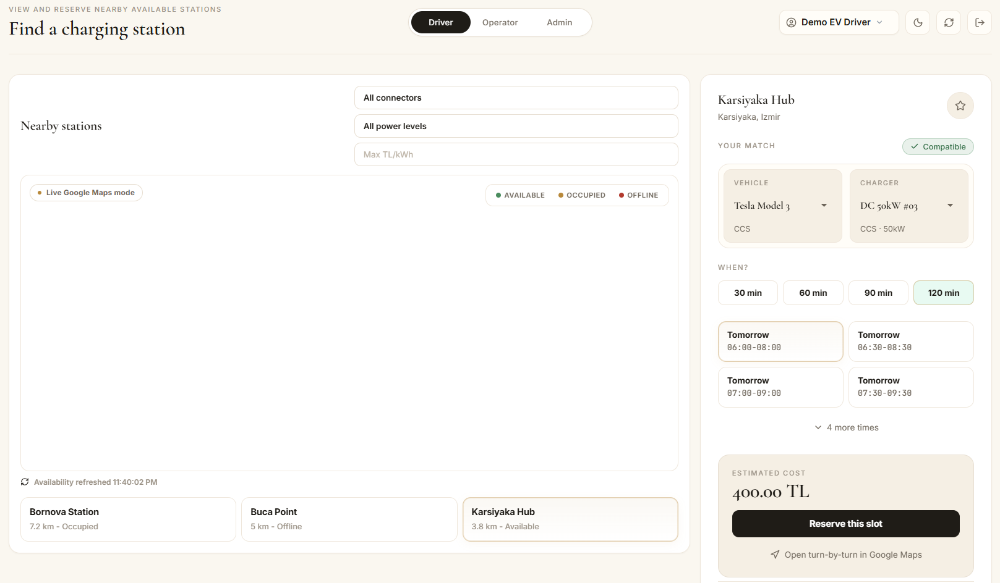 VIEW AND RESERVE NEARBY AVAILABLE STATIONS
Find a charging station
Driver
Operator
Admin
Demo EV Driver
Nearby stations
All connectors
All power levels
Max TL/kWh
Live Google Maps mode
AVAILABLE
OCCUPIED
OFFLINE
Availability refreshed 11:40:02 PM
Bornova Station
7.2 km - Occupied
Buca Point
5 km - Offline
Karsiyaka Hub
3.8 km - Available
Karsiyaka Hub
Karsiyaka, Izmir
YOUR MATCH
Compatible
VEHICLE
Tesla Model 3
CCS
CHARGER
DC 50kW #03
CCS · 50kW
WHEN?
30 min
60 min
90 min
120 min
Tomorrow
06:00-08:00
Tomorrow
06:30-08:30
Tomorrow
07:00-09:00
Tomorrow
07:30-09:30
4 more times
ESTIMATED COST
400.00 TL
Reserve this slot
Open turn-by-turn in Google Maps